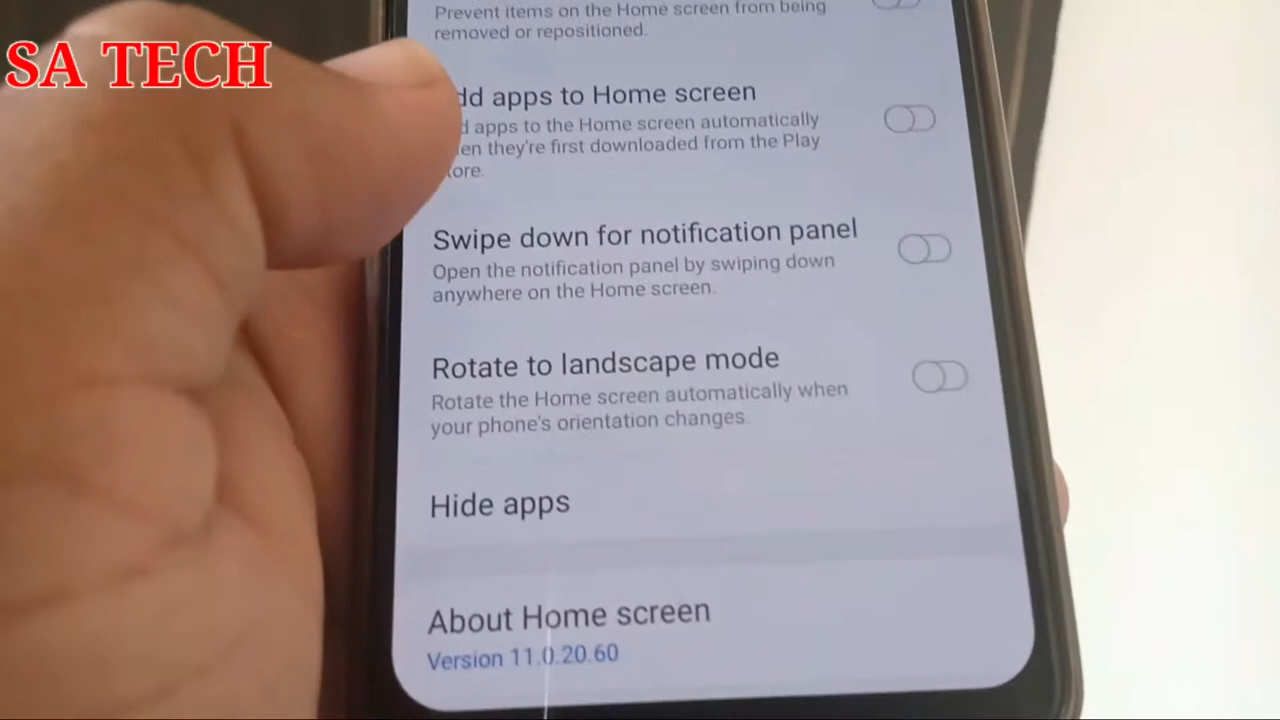 Prevent items on the Home screen from being
SA TECH
removed or repositioned.
dd apps to Home screen
apps to the Home screen automatically
en they're first downloaded from the Play
ore.
Swipe down for notification panel
Open the notification panel by swiping down
anywhere on the Home screen.
Rotate to landscape mode
Rotate the Home screen automatically when
your phone's orientation changes.
Hide apps
About Home screen
Version 11.0.20.60